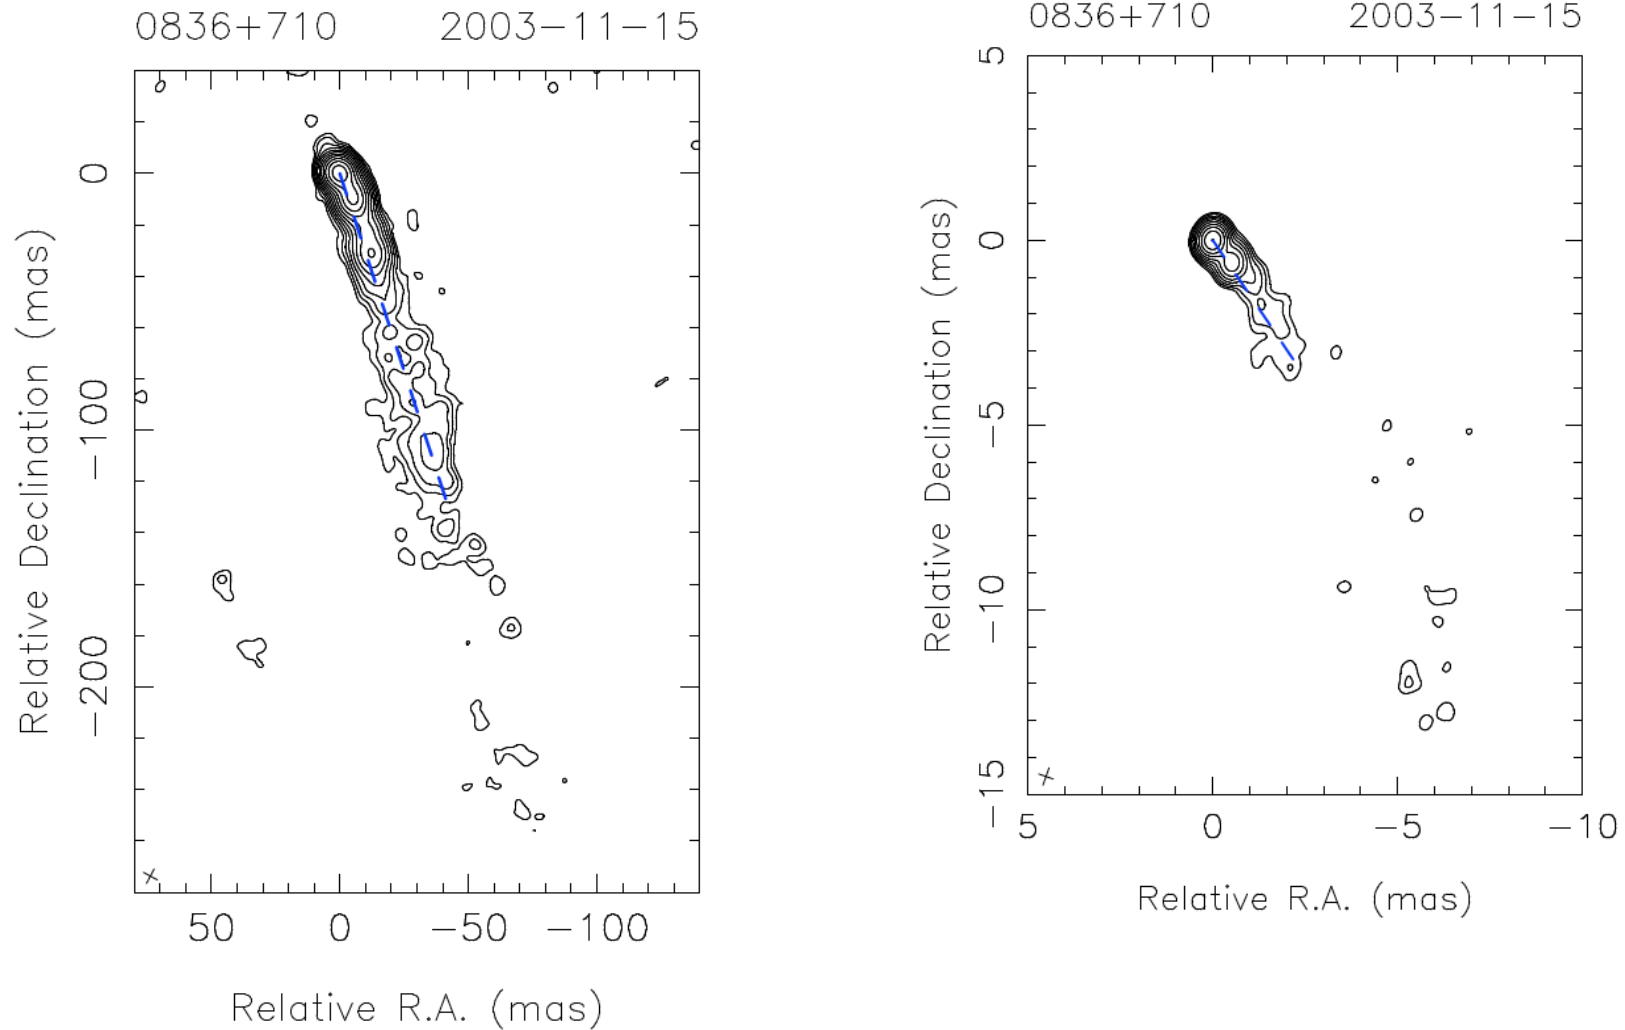 0836+710 2003-11-15
0
-100
-200
Relative Declination (mas)
50 0 -50 -100
Relative R.A. (mas)
0836+710 2003-11-15
5
0
-5
-10
-15
Relative Declination (mas)
5 0 -5 -10
Relative R.A. (mas)